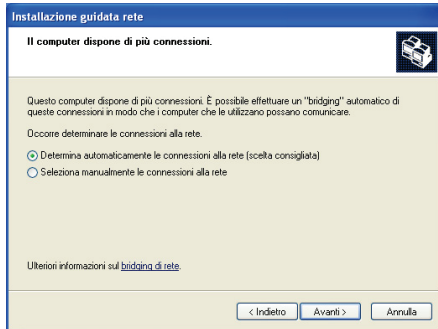 Installazione guidata rete
Il computer dispone di più connessioni.
Questo computer dispone di più connessioni. È possibile effettuare un "bridging" automatico di
queste connessioni in modo che i computer che le utilizzano possano comunicare.
Occorre determinare le connessioni alla rete.
Determina automaticamente le connessioni alla rete (scelta consigliata)
Seleziona manualmente le connessioni alla rete
Ulteriori informazioni sul bridging di rete.
< Indietro Avanti > Annulla